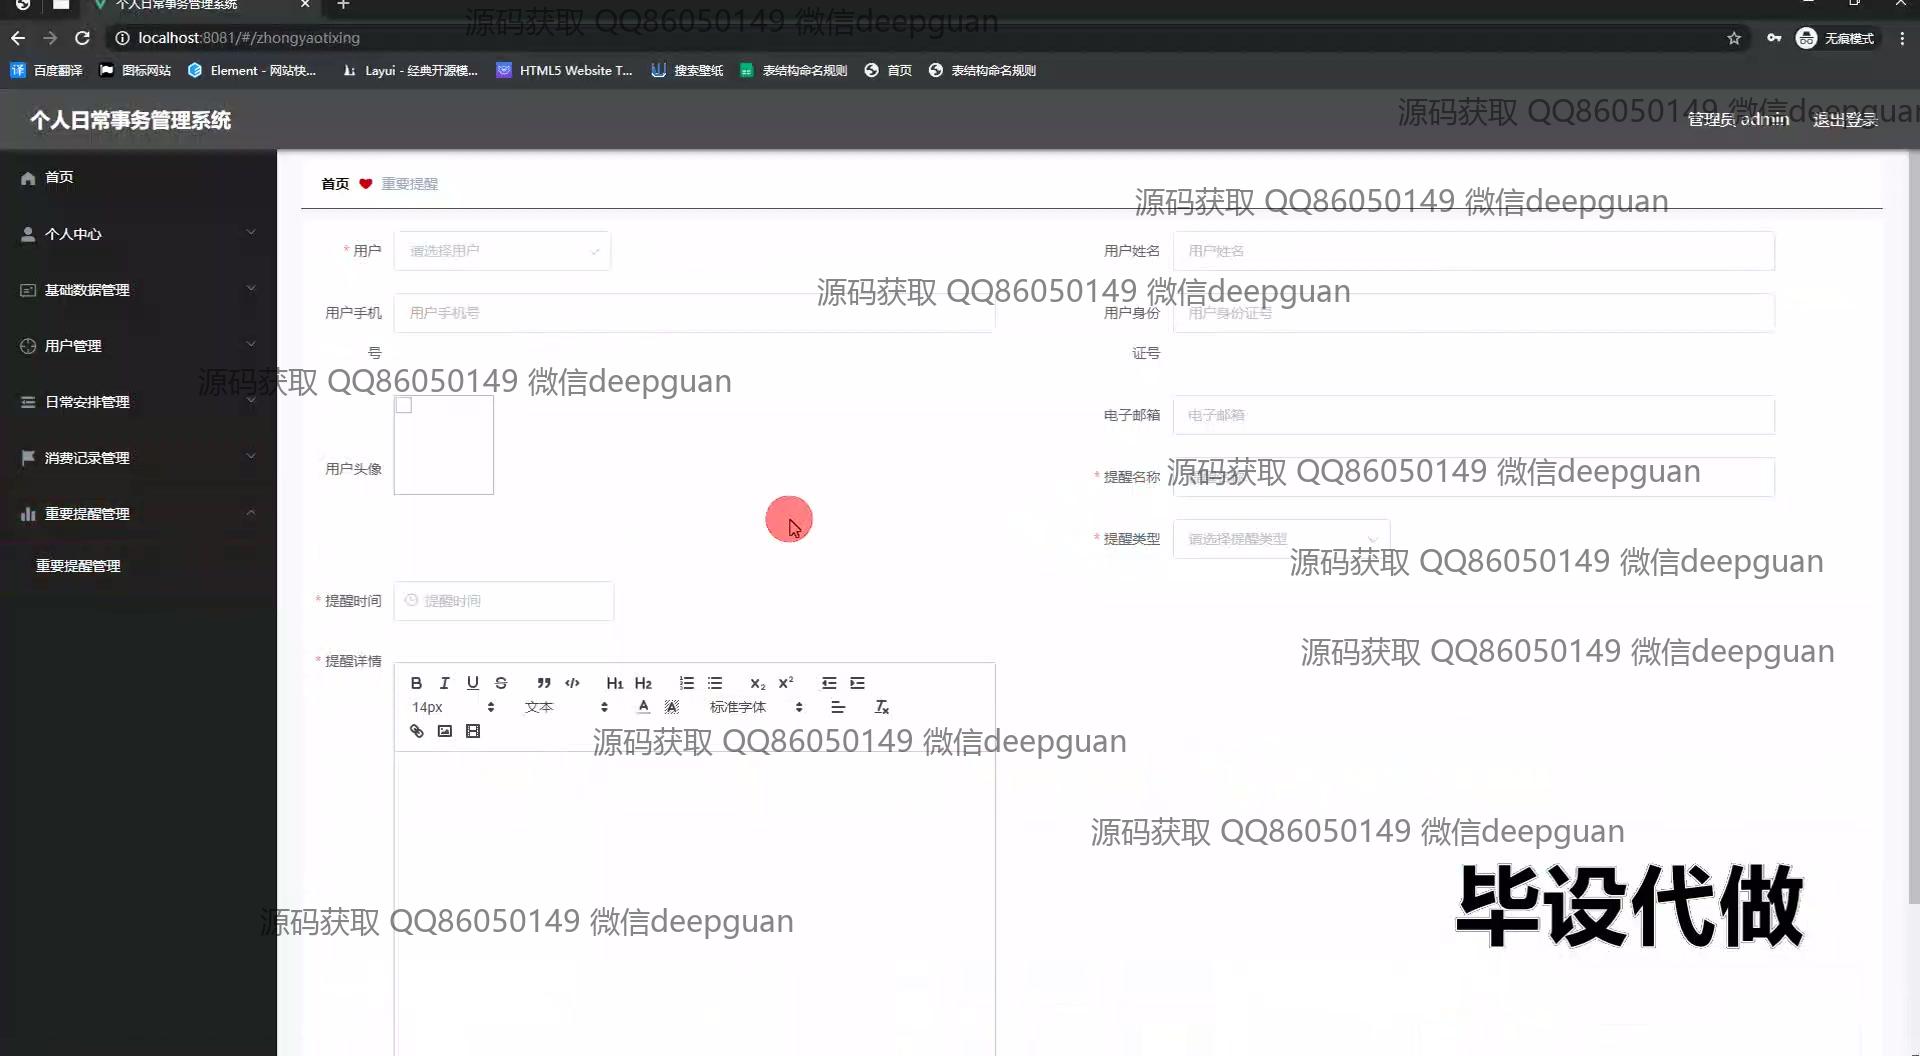 个人日常事务管理系统
源码获取 QQ86050149 微信deepguan
localhost:8081/#/zhongyaotixing
无痕模式
百度翻译 图标网站 Element - 网站快... Layui - 经典开源模... HTML5 Website T... 搜索壁纸 表结构命名规则 首页 表结构命名规则
个人日常事务管理系统
源码获取 QQ86050149 微信deepguan
管理员 admin 退出登录
首页
个人中心
基础数据管理
用户管理
日常安排管理
消费记录管理
重要提醒管理
重要提醒管理
首页 重要提醒
源码获取 QQ86050149 微信deepguan
* 用户 请选择用户
用户姓名 用户姓名
源码获取 QQ86050149 微信deepguan
用户手机号 用户手机号
用户身份证号 用户身份证号
源码获取 QQ86050149 微信deepguan
用户头像
电子邮箱 电子邮箱
* 提醒名称
源码获取 QQ86050149 微信deepguan
* 提醒类型 请选择提醒类型
源码获取 QQ86050149 微信deepguan
* 提醒时间 提醒时间
源码获取 QQ86050149 微信deepguan
* 提醒详情
B I U S H1 H2 X2 X2
14px 文本 A A 标准字体 Tx
源码获取 QQ86050149 微信deepguan
源码获取 QQ86050149 微信deepguan
毕设代做
源码获取 QQ86050149 微信deepguan